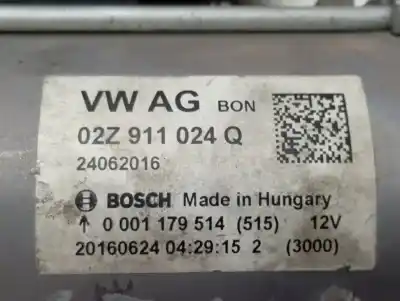 VW AG BON
02Z 911 024 Q
24062016
BOSCH Made in Hungary
↑ 0 001 179 514 (515) 12V
20160624 04:29:15 2 (3000)